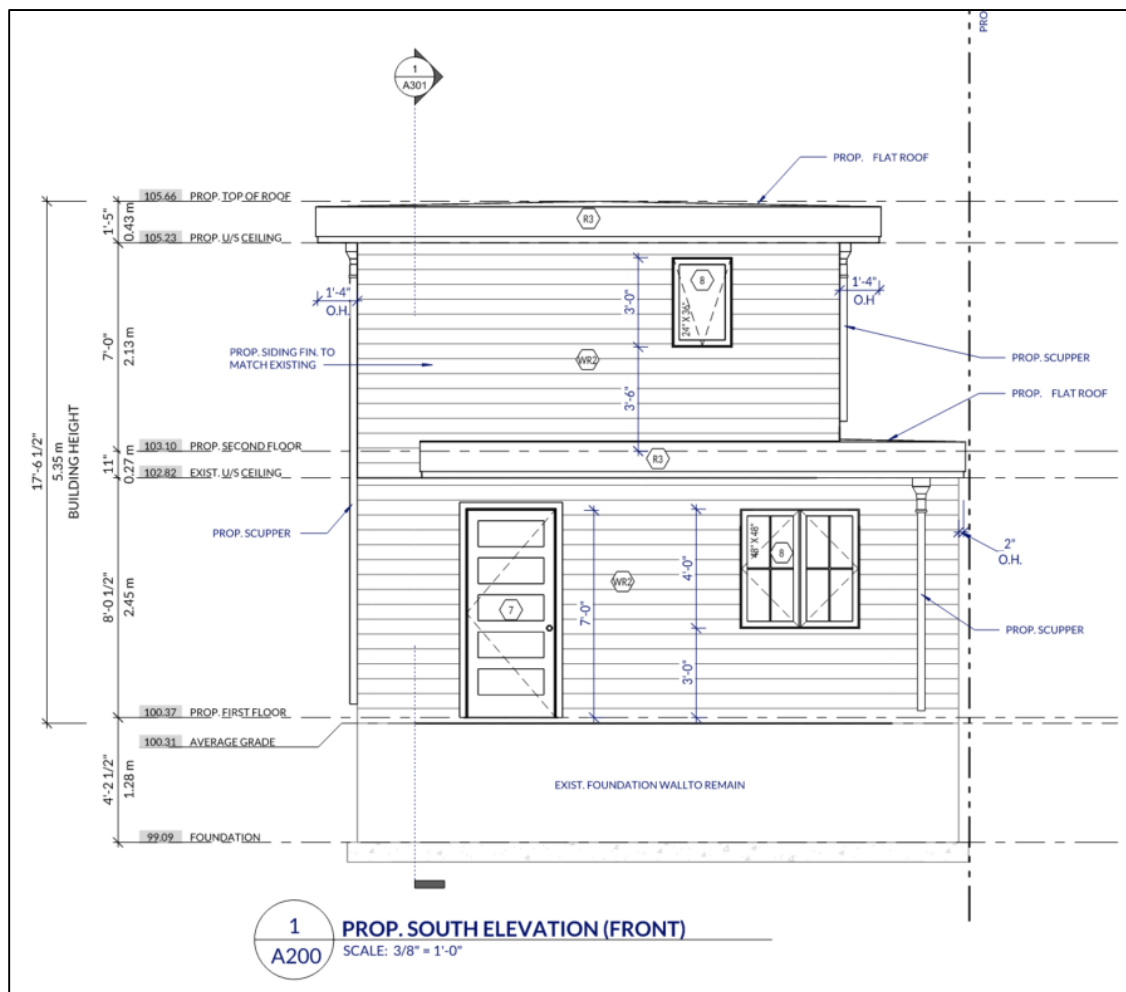 PRO
1
A301
PROP. FLAT ROOF
105.66 PROP. TOP OF ROOF
1'-5"
0.43 m
R3
105.23 PROP. U/S CEILING
1'-4"
O.H.
8
24" X 36"
3'-0"
1'-4"
O.H
7'-0"
2.13 m
PROP. SIDING FIN. TO
MATCH EXISTING
WR2
PROP. SCUPPER
3'-6"
PROP. FLAT ROOF
17'-6 1/2"
5.35 m
BUILDING HEIGHT
103.10 PROP. SECOND FLOOR
11"
0.27 m
R3
102.82 EXIST. U/S CEILING
PROP. SCUPPER
48" X 48"
8
4'-0"
2"
O.H.
8'-0 1/2"
2.45 m
WR2
7
7'-0"
PROP. SCUPPER
3'-0"
100.37 PROP. FIRST FLOOR
100.31 AVERAGE GRADE
4'-2 1/2"
1.28 m
EXIST. FOUNDATION WALL TO REMAIN
99.09 FOUNDATION
1
A200
PROP. SOUTH ELEVATION (FRONT)
SCALE: 3/8" = 1'-0"